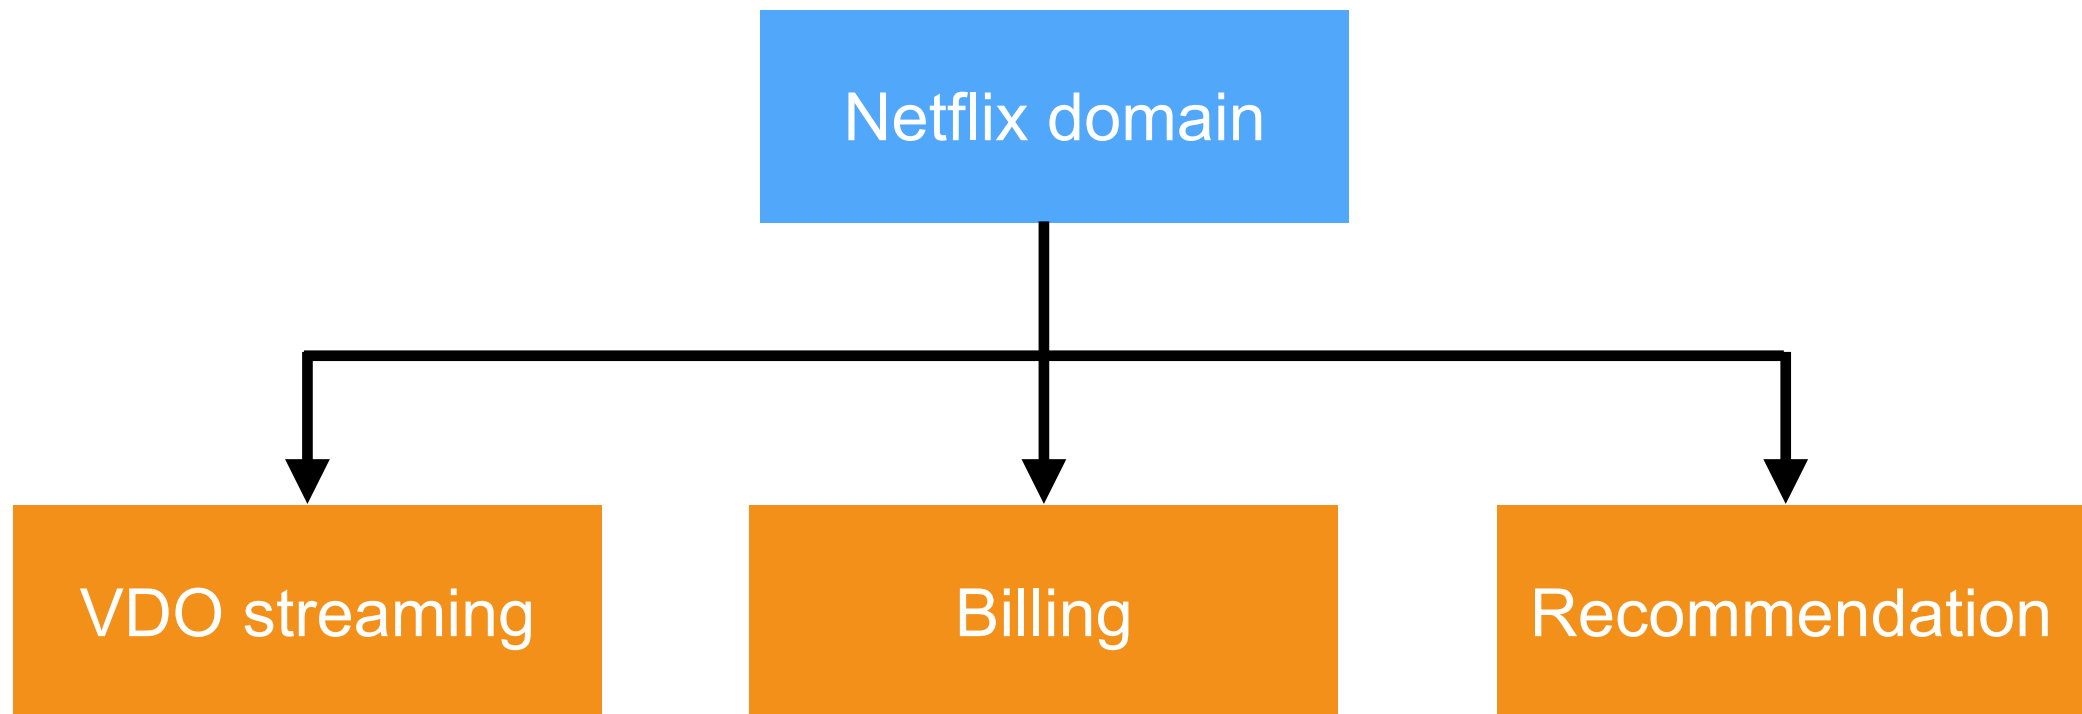 Netflix domain
VDO streaming
Billing
Recommendation